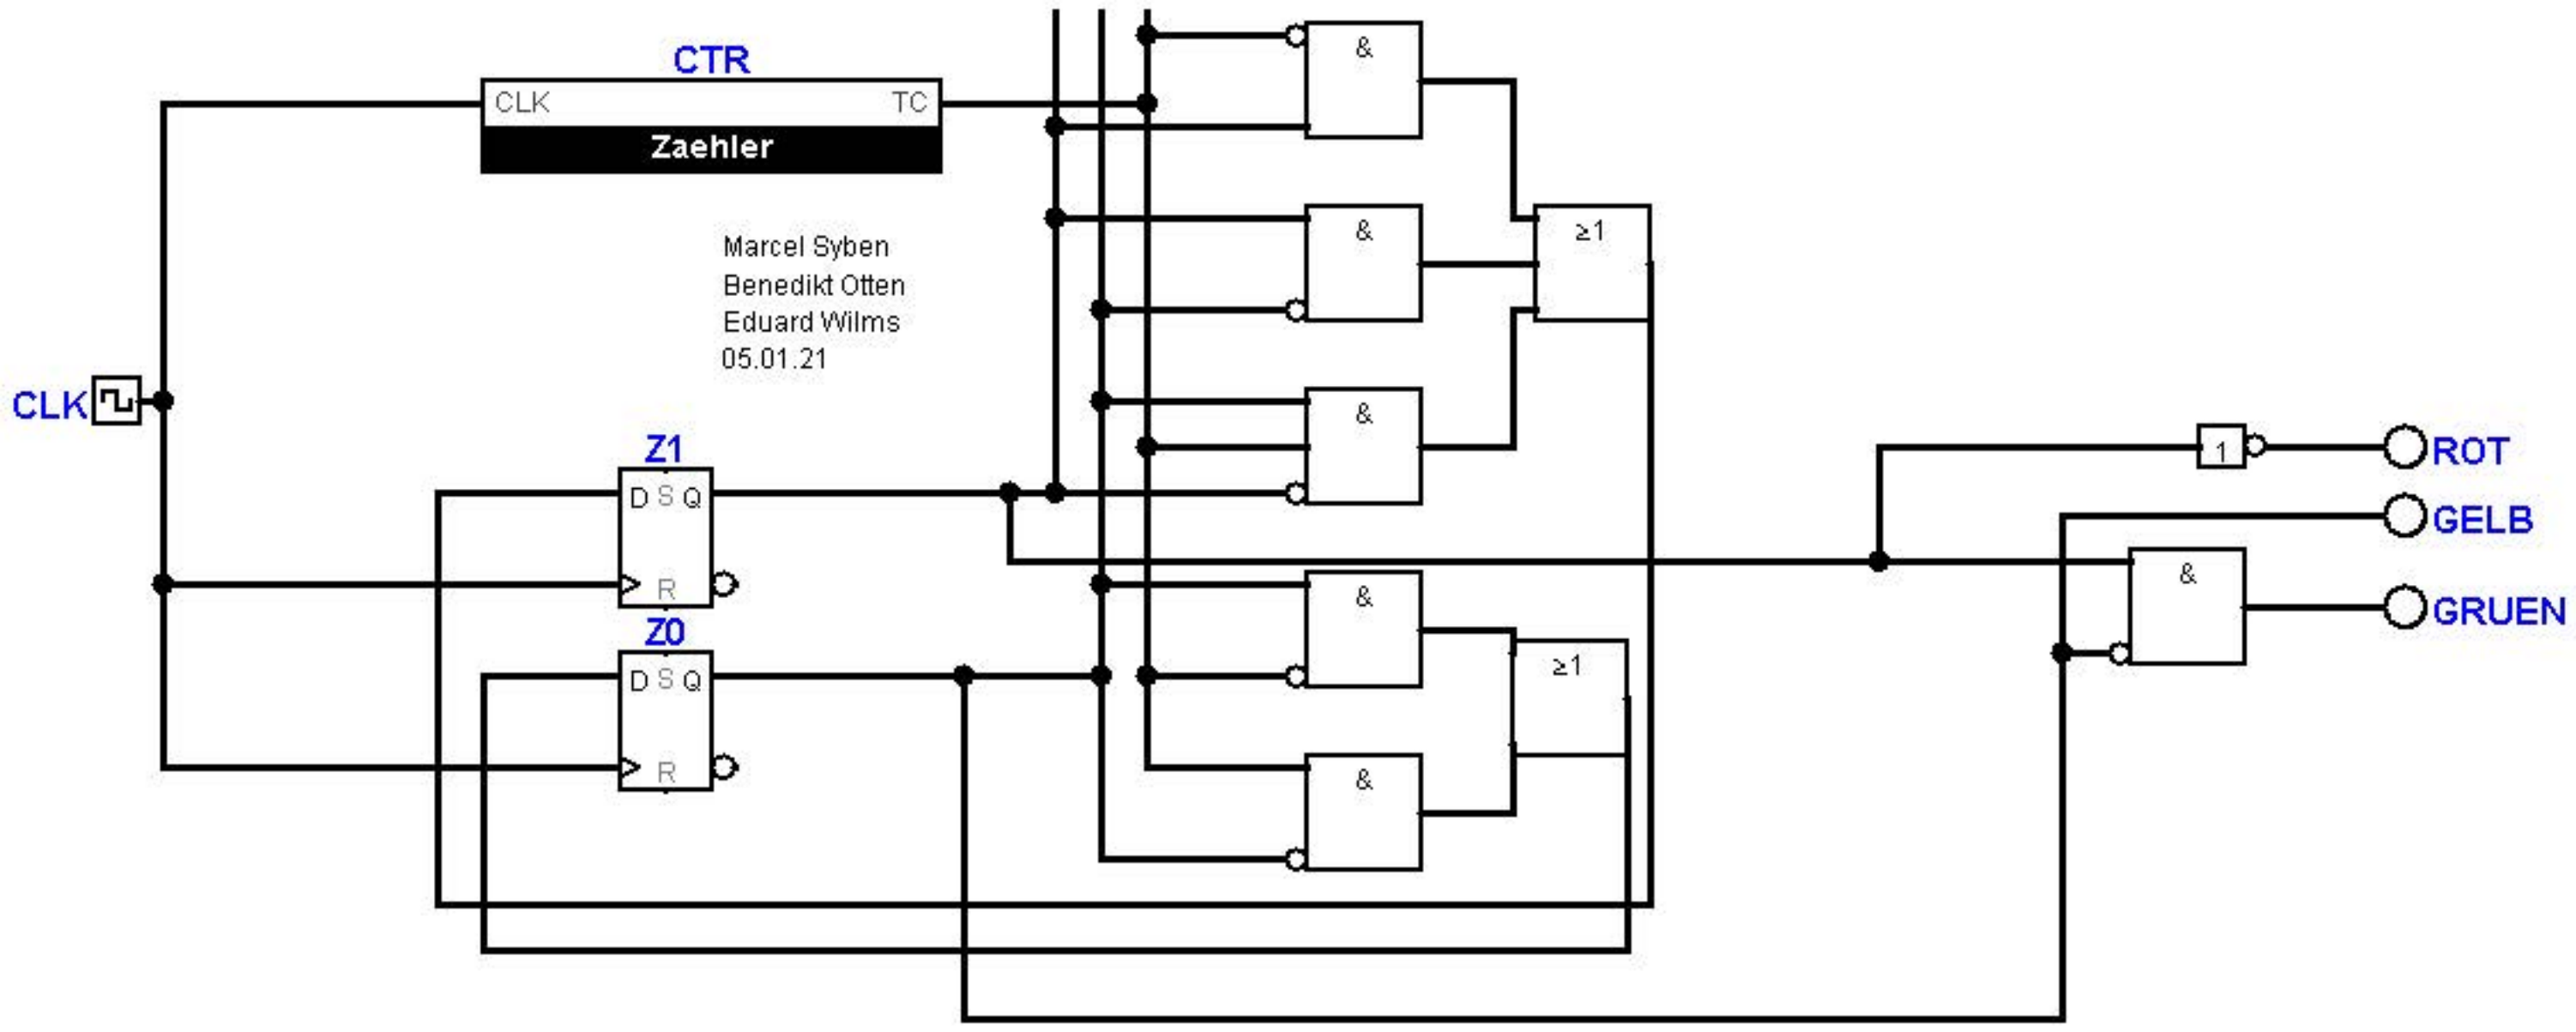 CTR
CLK TC
Zaehler
&
&
≥1
Marcel Syben
Benedikt Otten
Eduard Wilms
05.01.21
CLK
&
Z1
D S Q
R
1
ROT
GELB
&
&
GRUEN
Z0
D S Q
R
≥1
&